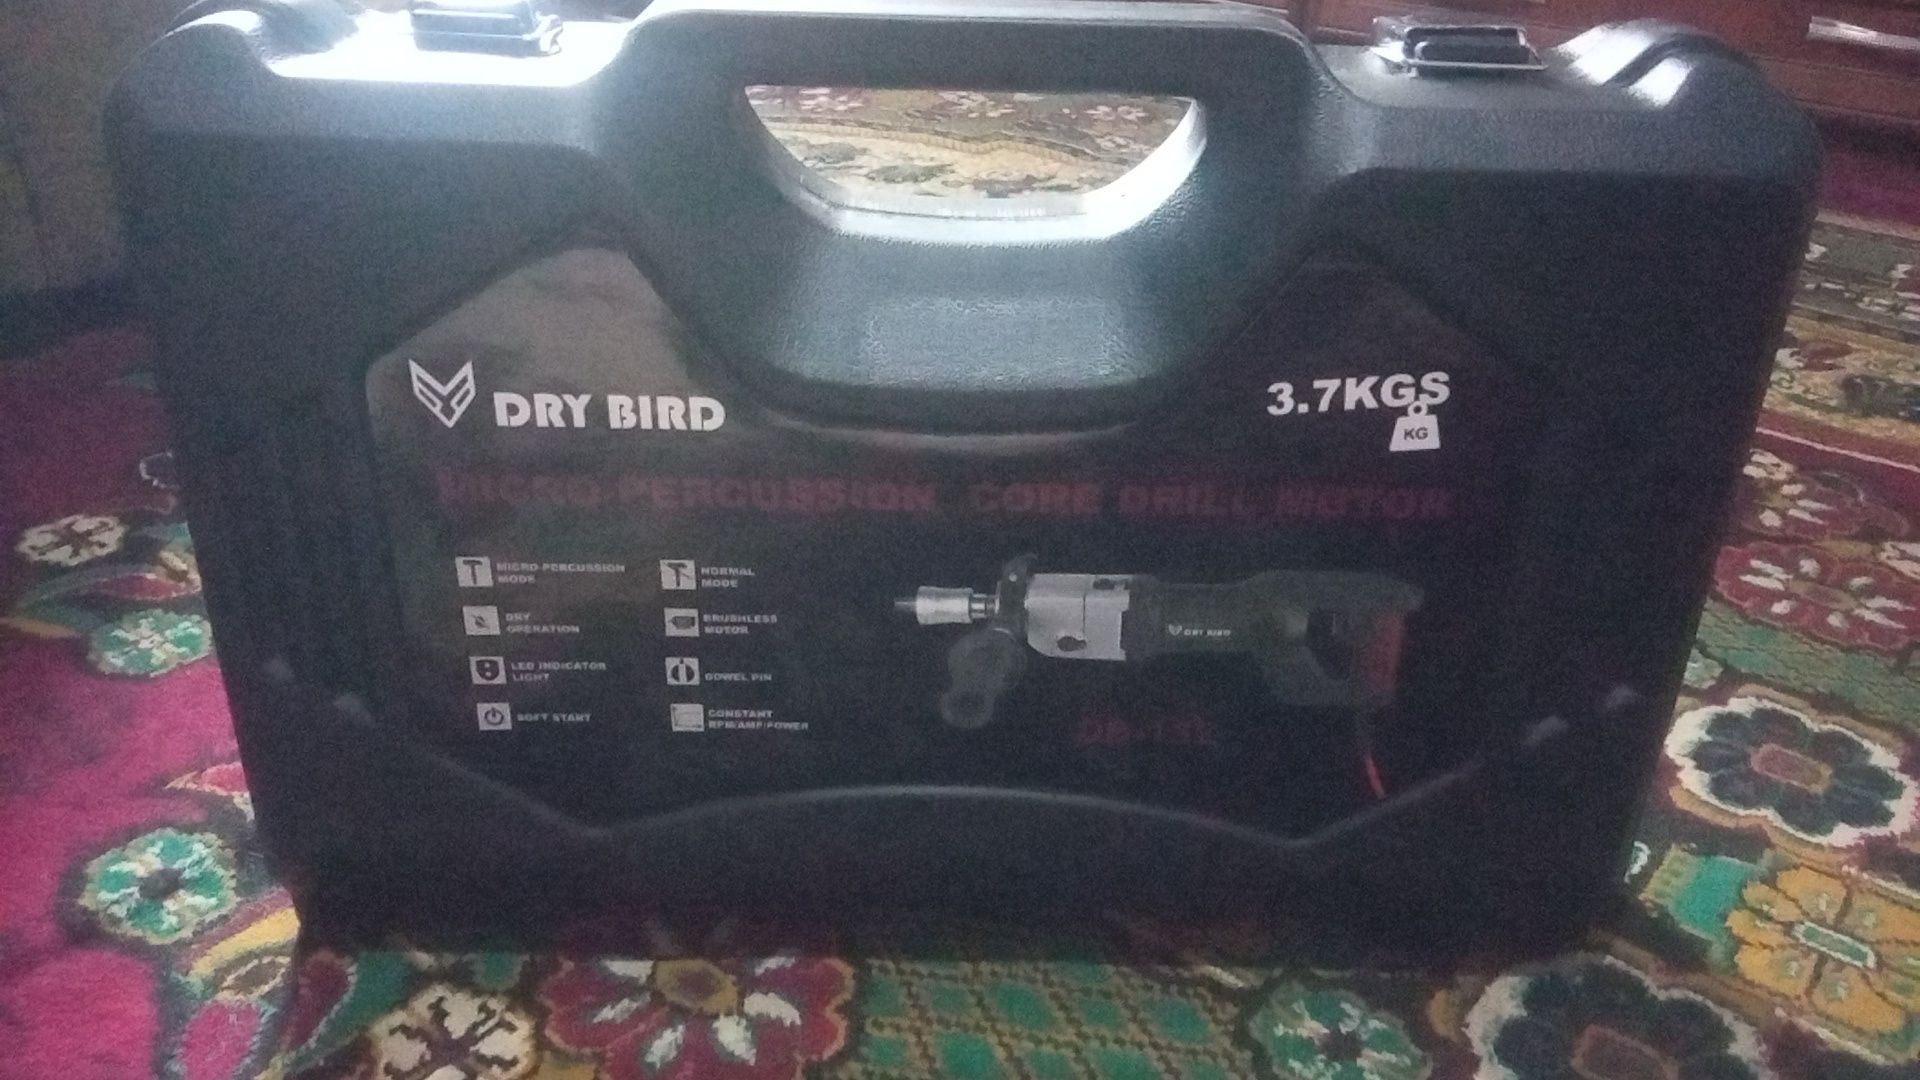 DRY BIRD
3.7KGS
KG
MICRO-PERCUSSION CORE DRILL MOTOR
MICRO-PERCUSSION
MODE
NORMAL
MODE
DRY
OPERATION
BRUSHLESS
MOTOR
LED INDICATOR
LIGHT
DOWEL PIN
SOFT START
CONSTANT
RPM/AMP/POWER
DRY BIRD